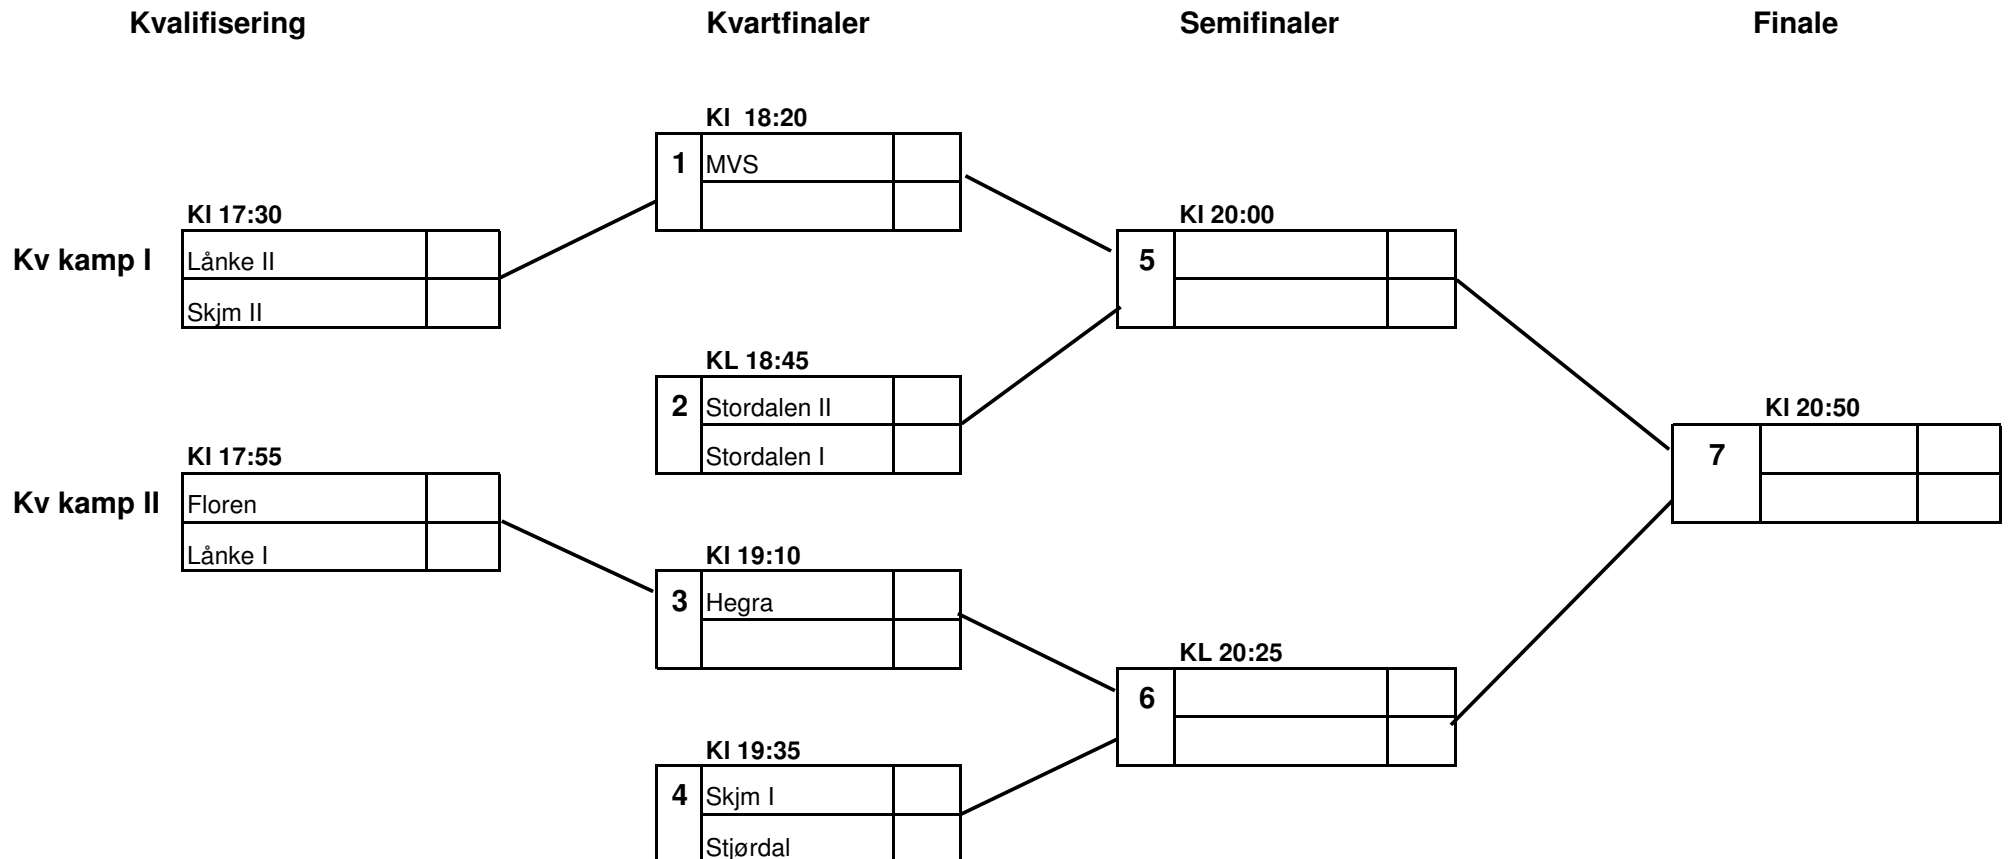 Kvalifisering Kvartfinaler Semifinaler Finale
Kl 18:20
1 MVS
Kl 17:30 Kl 20:00
Kv kamp I Lånke II 5
Skjm II
KL 18:45
2 Stordalen II Kl 20:50
Kl 17:55 Stordalen I 7
Kv kamp II Floren
Lånke I Kl 19:10
3 Hegra
KL 20:25
6
Kl 19:35
4 Skjm I
Stjørdal